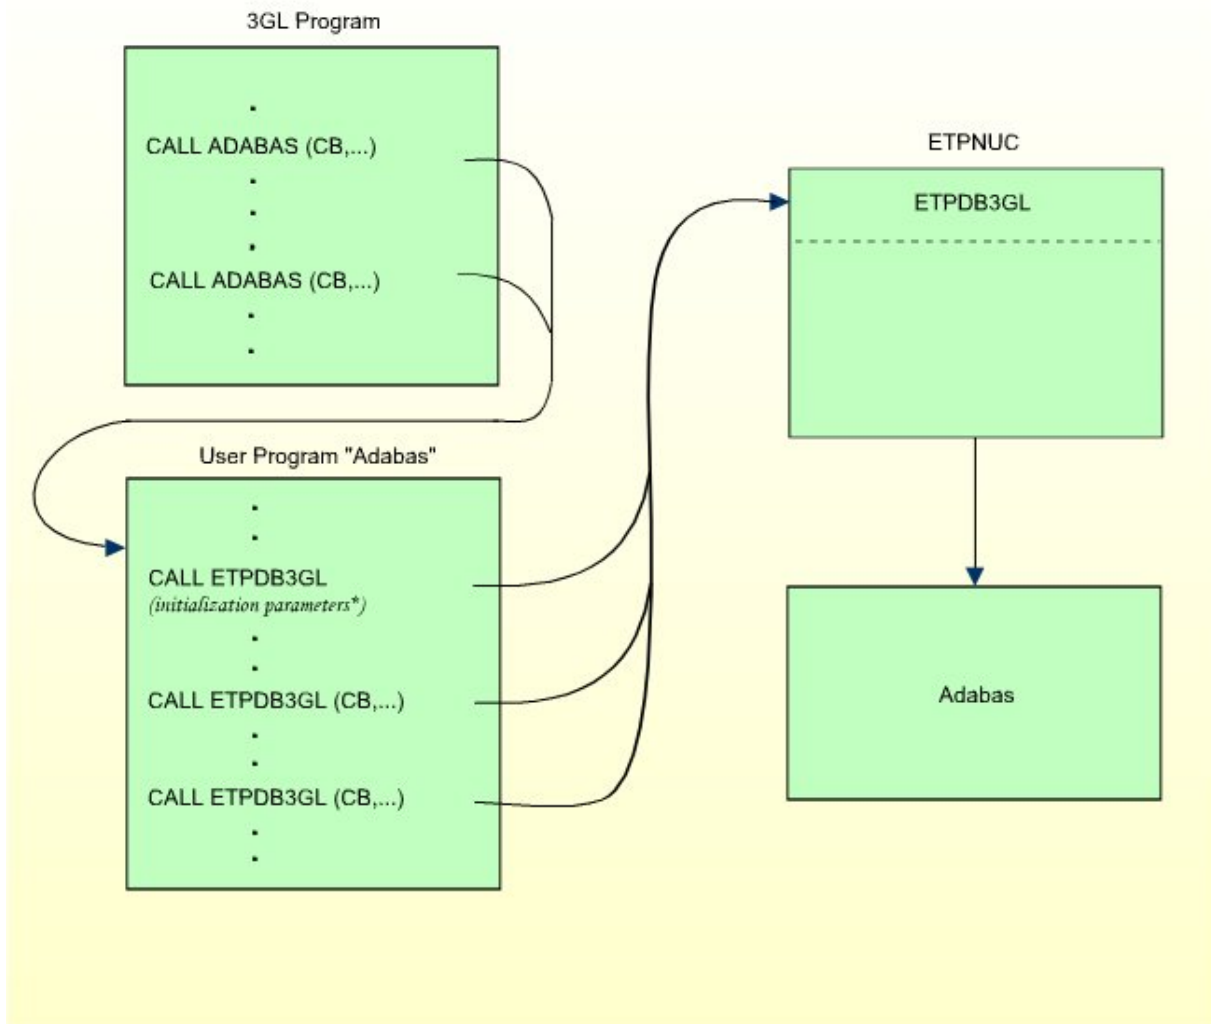 3GL Program
CALL ADABAS (CB,...)
CALL ADABAS (CB,...)
User Program "Adabas"
CALL ETPDB3GL
(initialization parameters*)
CALL ETPDB3GL (CB,...)
CALL ETPDB3GL (CB,...)
ETPNUC
ETPDB3GL
Adabas